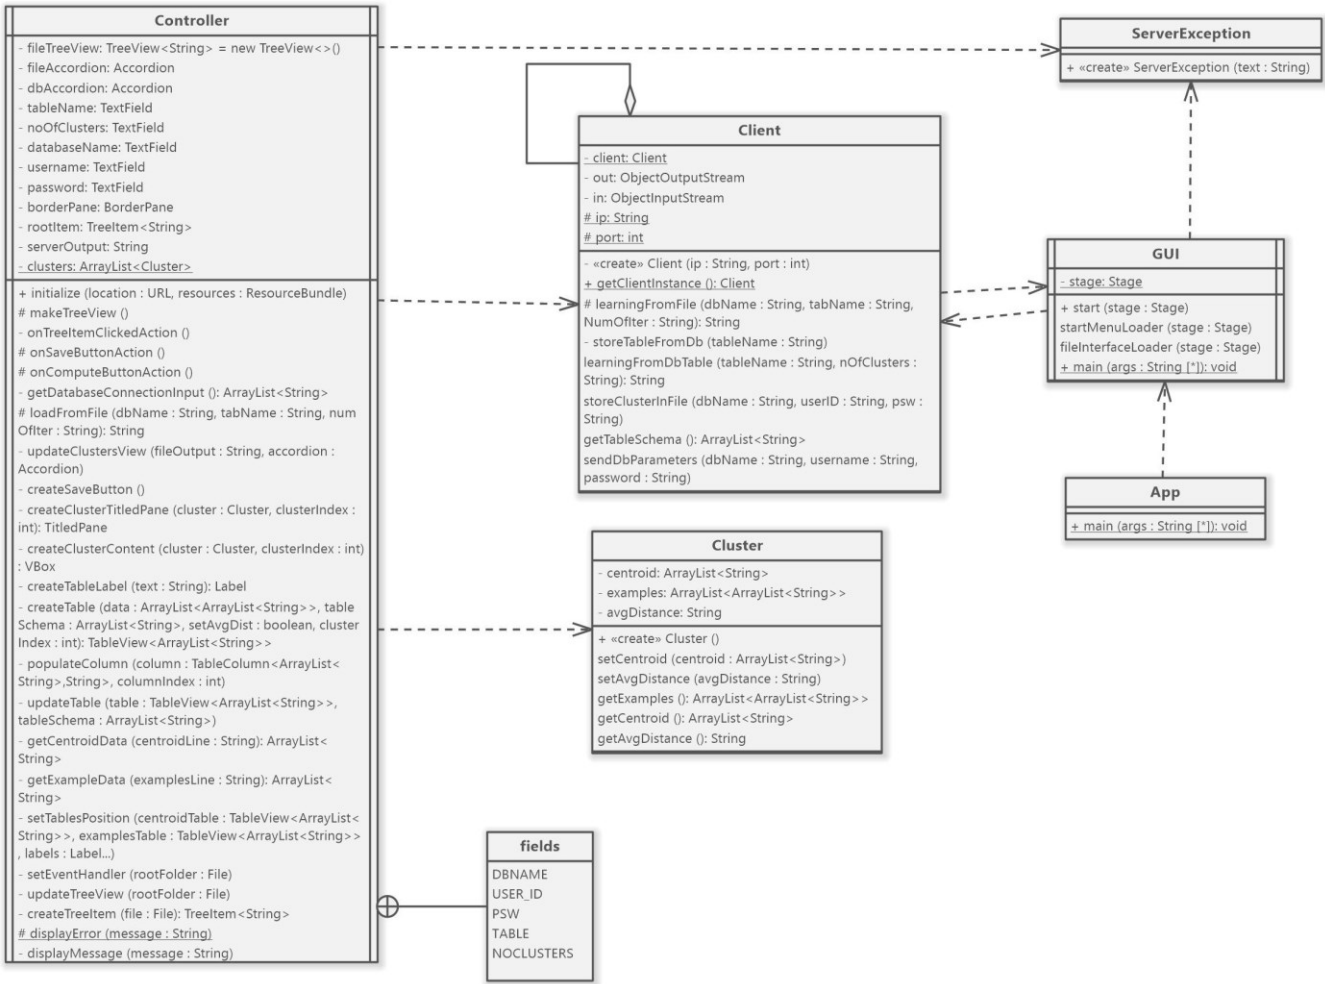 Controller
- fileTreeView: TreeView<String> = new TreeView<>()
- fileAccordion: Accordion
- dbAccordion: Accordion
- tableName: TextField
- noOfClusters: TextField
- databaseName: TextField
- username: TextField
- password: TextField
- borderPane: BorderPane
- rootItem: TreeItem<String>
- serverOutput: String
- clusters: ArrayList<Cluster>
+ initialize (location : URL, resources : ResourceBundle)
# makeTreeView ()
- onTreeItemClickedAction ()
# onSaveButtonAction ()
# onComputeButtonAction ()
- getDatabaseConnectionInput (): ArrayList<String>
# loadFromFile (dbName : String, tabName : String, num
OfIter : String): String
- updateClustersView (fileOutput : String, accordion :
Accordion)
- createSaveButton ()
- createClusterTitledPane (cluster : Cluster, clusterIndex :
int): TitledPane
- createClusterContent (cluster : Cluster, clusterIndex : int)
: VBox
- createTableLabel (text : String): Label
- createTable (data : ArrayList<ArrayList<String>>, table
Schema : ArrayList<String>, setAvgDist : boolean, cluster
Index : int): TableView<ArrayList<String>>
- populateColumn (column : TableColumn<ArrayList<
String>,String>, columnIndex : int)
- updateTable (table : TableView<ArrayList<String>>,
tableSchema : ArrayList<String>)
- getCentroidData (centroidLine : String): ArrayList<
String>
- getExampleData (examplesLine : String): ArrayList<
String>
- setTablesPosition (centroidTable : TableView<ArrayList<
String>>, examplesTable : TableView<ArrayList<String>>
, labels : Label...)
- setEventHandler (rootFolder : File)
- updateTreeView (rootFolder : File)
- createTreeItem (file : File): TreeItem<String>
# displayError (message : String)
- displayMessage (message : String)
Client
- client: Client
- out: ObjectOutputStream
- in: ObjectInputStream
# ip: String
# port: int
- «create» Client (ip : String, port : int)
+ getClientInstance (): Client
# learningFromFile (dbName : String, tabName : String,
NumOfIter : String): String
- storeTableFromDb (tableName : String)
learningFromDbTable (tableName : String, nOfClusters :
String): String
storeClusterInFile (dbName : String, userID : String, psw :
String)
getTableSchema (): ArrayList<String>
sendDbParameters (dbName : String, username : String,
password : String)
Cluster
- centroid: ArrayList<String>
- examples: ArrayList<ArrayList<String>>
- avgDistance: String
+ «create» Cluster ()
setCentroid (centroid : ArrayList<String>)
setAvgDistance (avgDistance : String)
getExamples (): ArrayList<ArrayList<String>>
getCentroid (): ArrayList<String>
getAvgDistance (): String
fields
DBNAME
USER_ID
PSW
TABLE
NOCLUSTERS
ServerException
+ «create» ServerException (text : String)
GUI
- stage: Stage
+ start (stage : Stage)
startMenuLoader (stage : Stage)
fileInterfaceLoader (stage : Stage)
+ main (args : String [*]): void
App
+ main (args : String [*]): void